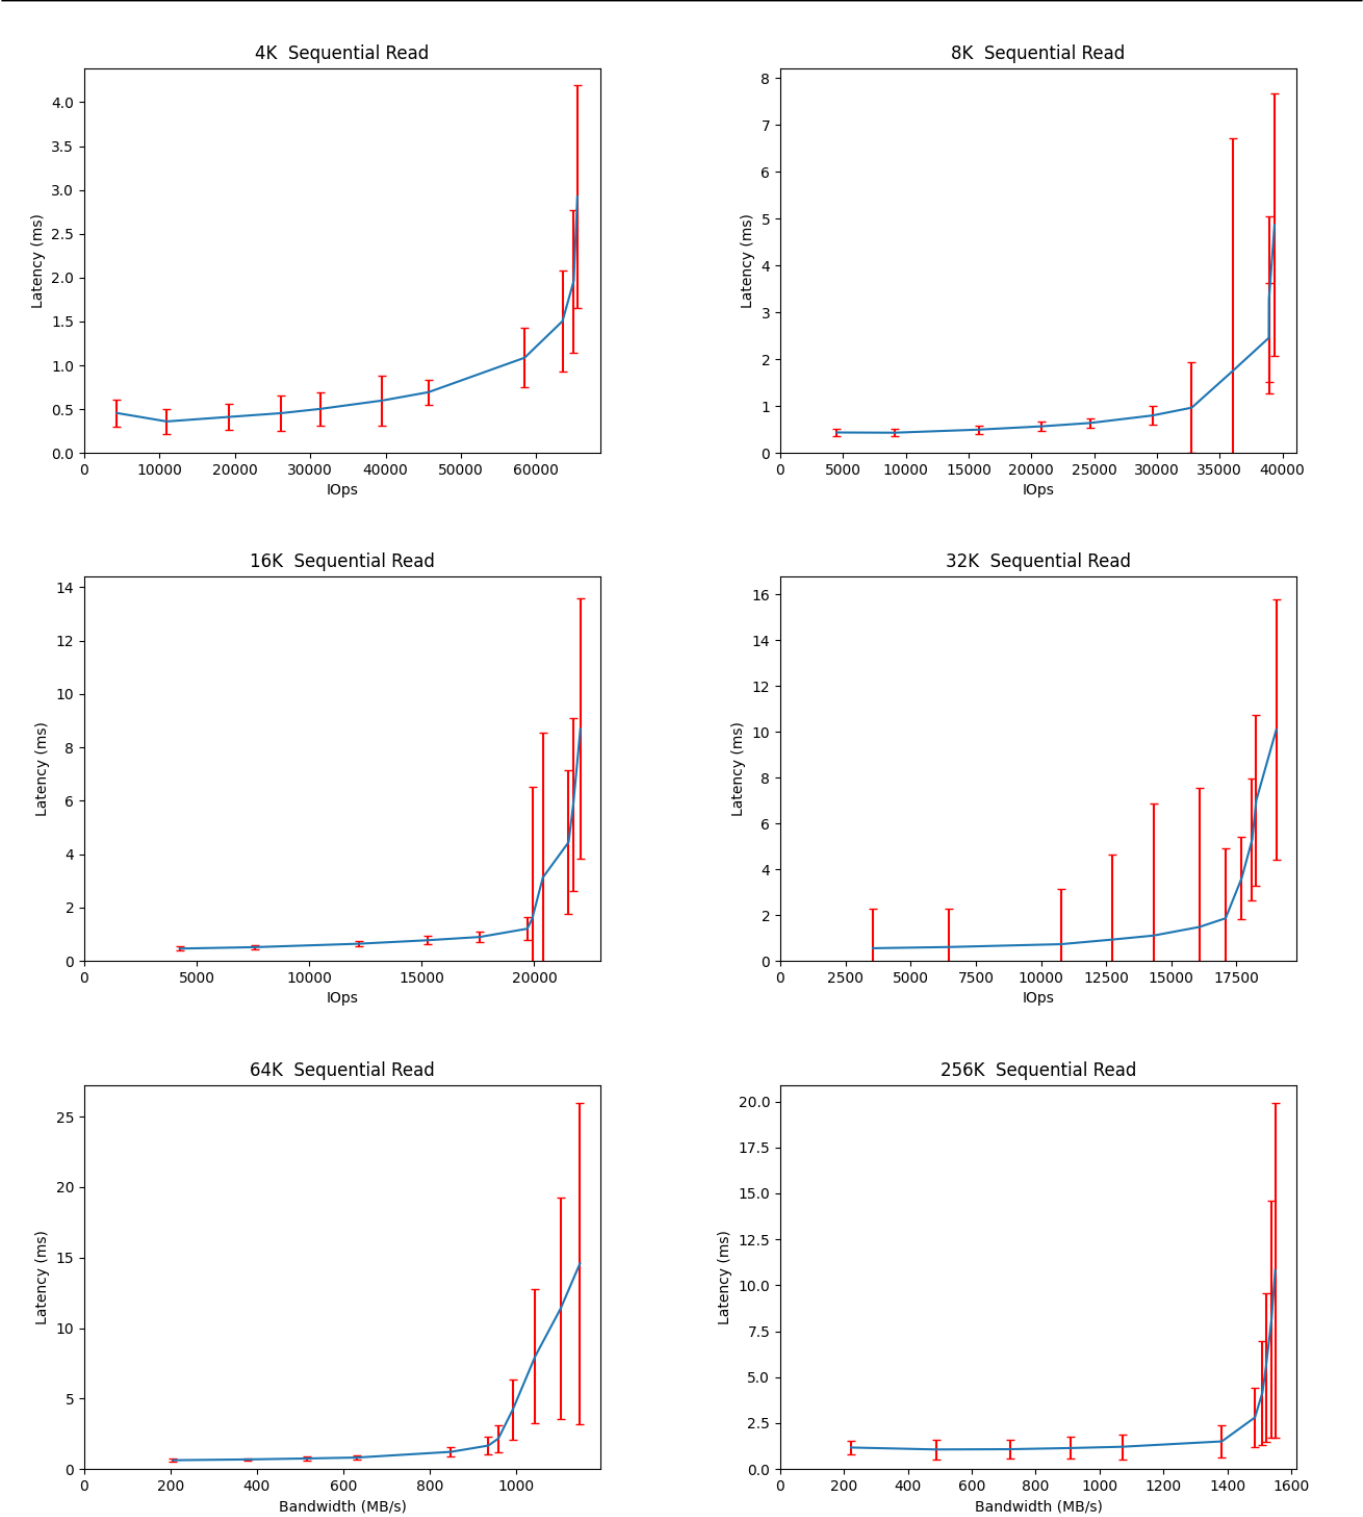 4K  Sequential Read
4.0
3.5
3.0
2.5
2.0
1.5
1.0
0.5
0.0
Latency (ms)
0 10000 20000 30000 40000 50000 60000
IOps
8K  Sequential Read
8
7
6
5
4
3
2
1
0
Latency (ms)
0 5000 10000 15000 20000 25000 30000 35000 40000
IOps
16K  Sequential Read
14
12
10
8
6
4
2
0
Latency (ms)
0 5000 10000 15000 20000
IOps
32K  Sequential Read
16
14
12
10
8
6
4
2
0
Latency (ms)
0 2500 5000 7500 10000 12500 15000 17500
IOps
64K  Sequential Read
25
20
15
10
5
0
Latency (ms)
0 200 400 600 800 1000
Bandwidth (MB/s)
256K  Sequential Read
20.0
17.5
15.0
12.5
10.0
7.5
5.0
2.5
0.0
Latency (ms)
0 200 400 600 800 1000 1200 1400 1600
Bandwidth (MB/s)